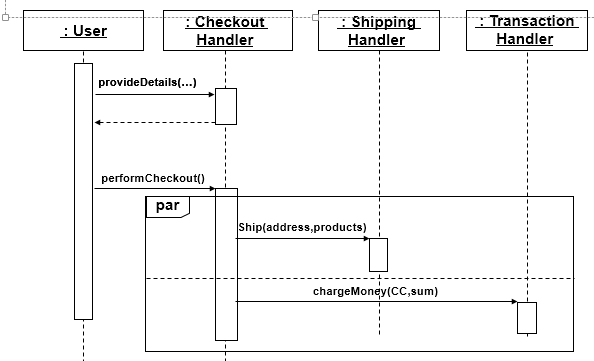 : User
: Checkout
Handler
: Shipping
Handler
: Transaction
Handler
provideDetails(...)
performCheckout()
par
Ship(address,products)
chargeMoney(CC,sum)